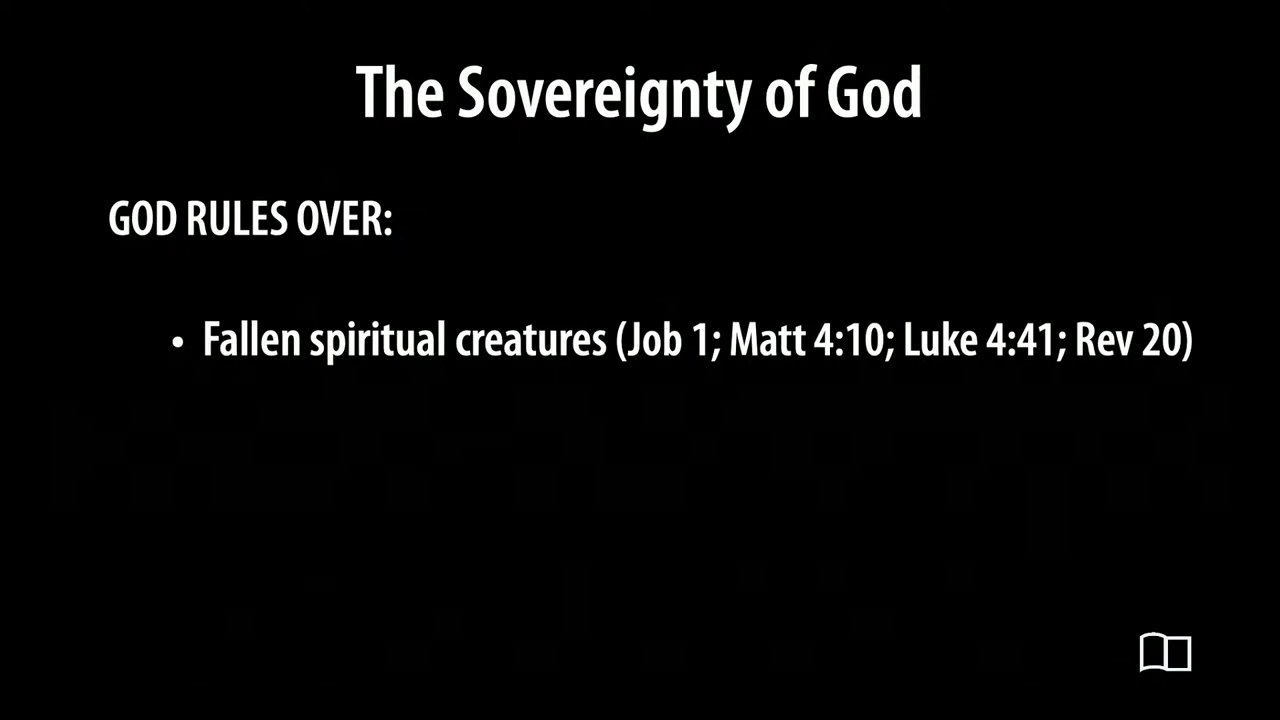 The Sovereignty of God
GOD RULES OVER:
• Fallen spiritual creatures (Job 1; Matt 4:10; Luke 4:41; Rev 20)